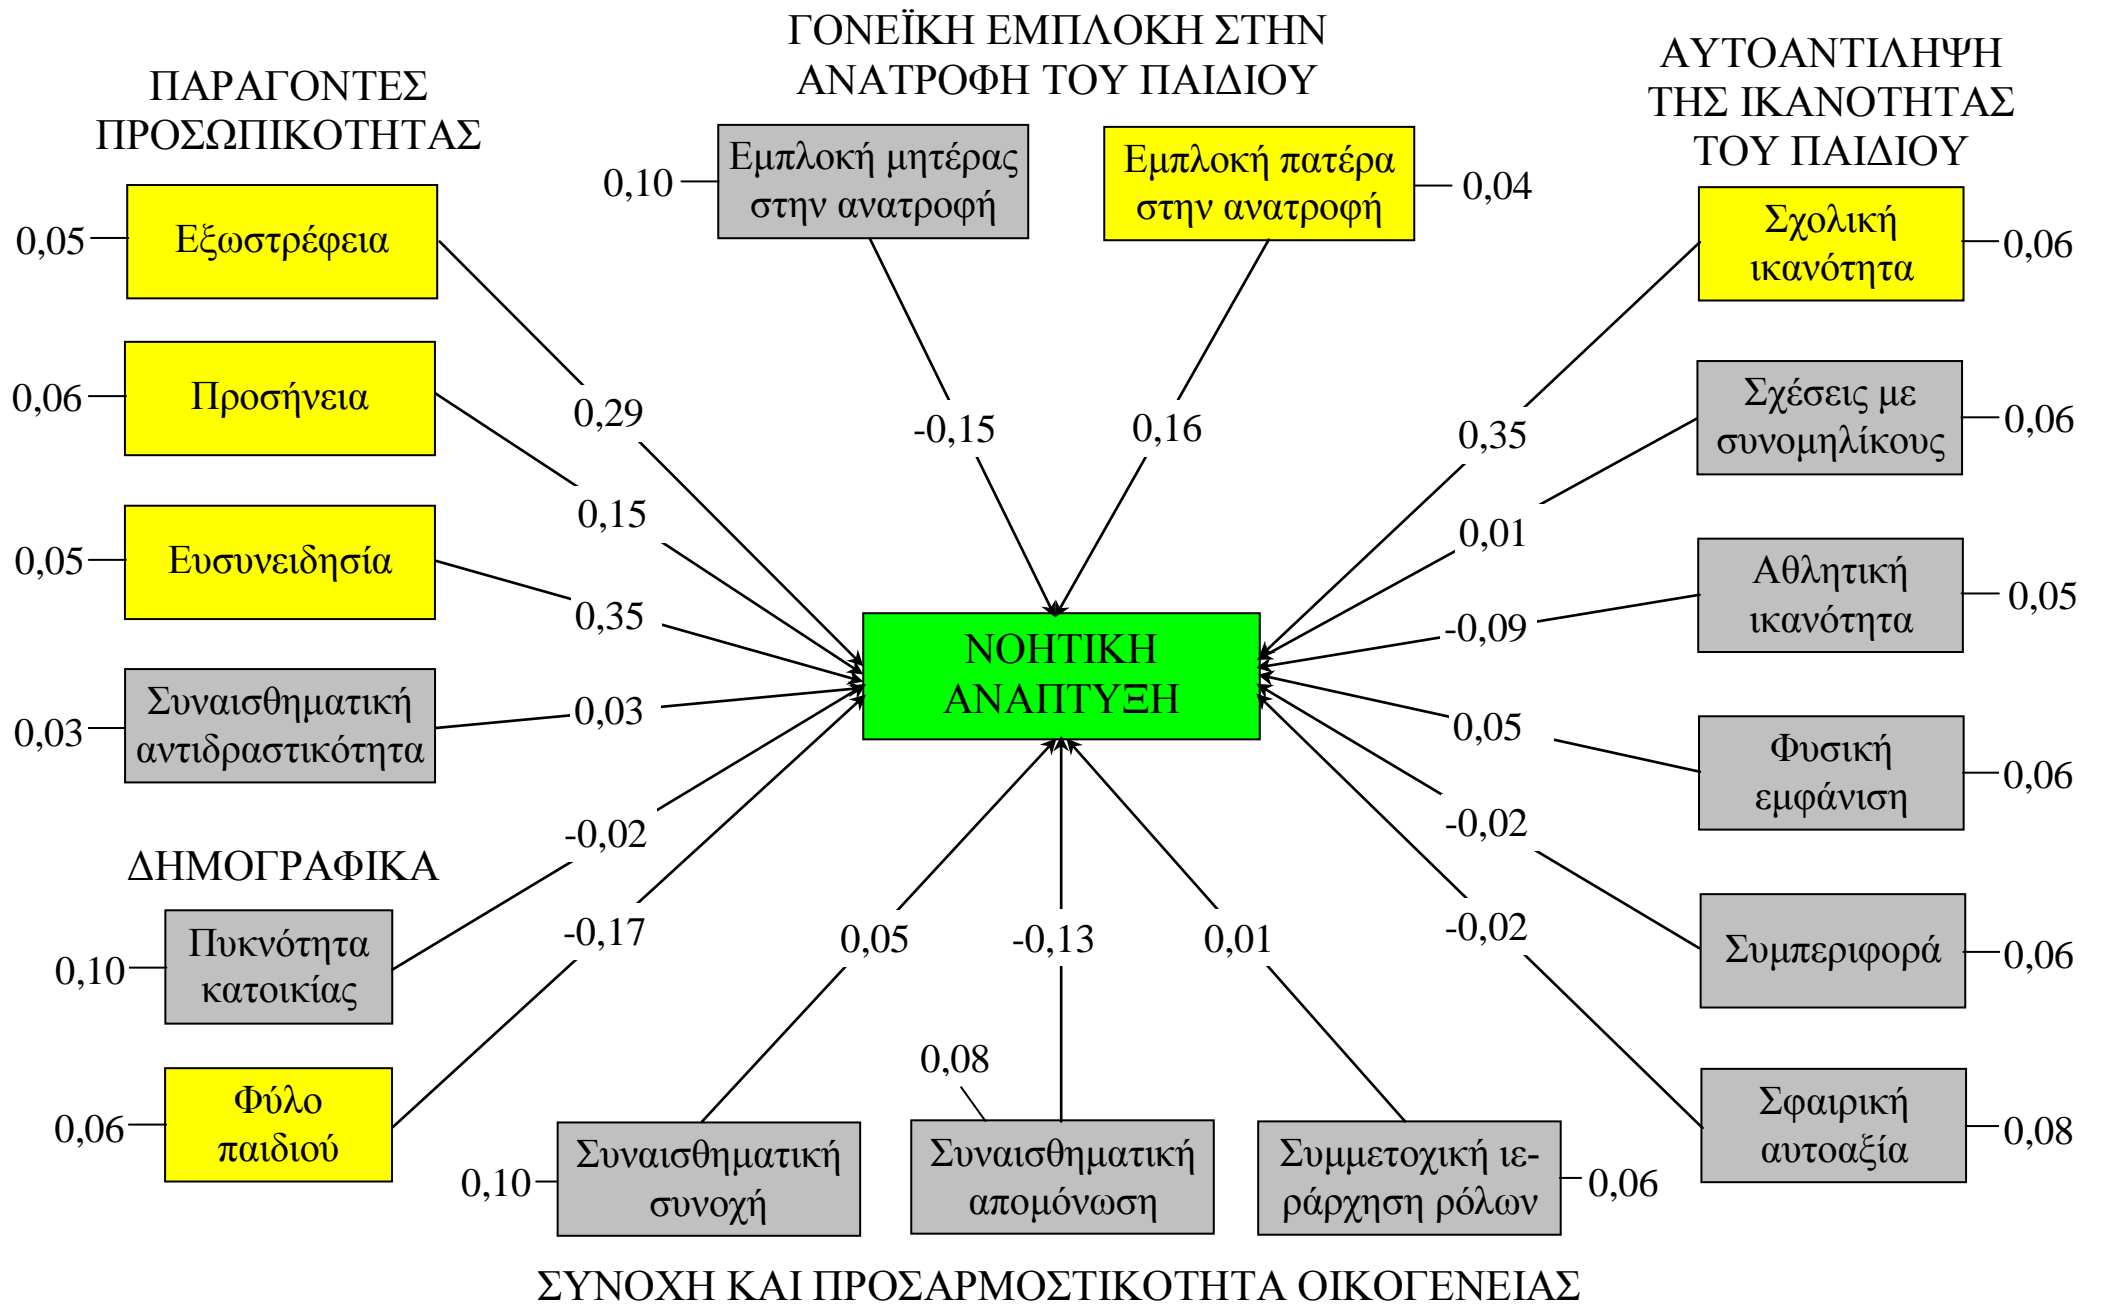 ΓΟΝΕΪΚΗ ΕΜΠΛΟΚΗ ΣΤΗΝ
ΑΝΑΤΡΟΦΗ ΤΟΥ ΠΑΙΔΙΟΥ
Εμπλοκή μητέρας
στην ανατροφή
0,10
-0,15
Εμπλοκή πατέρα
στην ανατροφή
0,04
0,16
ΠΑΡΑΓΟΝΤΕΣ
ΠΡΟΣΩΠΙΚΟΤΗΤΑΣ
0,05
Εξωστρέφεια
0,29
0,06
Προσήνεια
0,15
0,05
Ευσυνειδησία
0,35
0,03
Συναισθηματική
αντιδραστικότητα
0,03
ΔΗΜΟΓΡΑΦΙΚΑ
0,10
Πυκνότητα
κατοικίας
-0,02
0,06
Φύλο
παιδιού
-0,17
ΝΟΗΤΙΚΗ
ΑΝΑΠΤΥΞΗ
ΑΥΤΟΑΝΤΙΛΗΨΗ
ΤΗΣ ΙΚΑΝΟΤΗΤΑΣ
ΤΟΥ ΠΑΙΔΙΟΥ
Σχολική
ικανότητα
0,06
0,35
Σχέσεις με
συνομηλίκους
0,06
0,01
Αθλητική
ικανότητα
0,05
-0,09
Φυσική
εμφάνιση
0,06
0,05
Συμπεριφορά
0,06
-0,02
Σφαιρική
αυτοαξία
0,08
-0,02
0,05
-0,13
0,01
0,10
Συναισθηματική
συνοχή
0,08
Συναισθηματική
απομόνωση
Συμμετοχική ιε-
ράρχηση ρόλων
0,06
ΣΥΝΟΧΗ ΚΑΙ ΠΡΟΣΑΡΜΟΣΤΙΚΟΤΗΤΑ ΟΙΚΟΓΕΝΕΙΑΣ